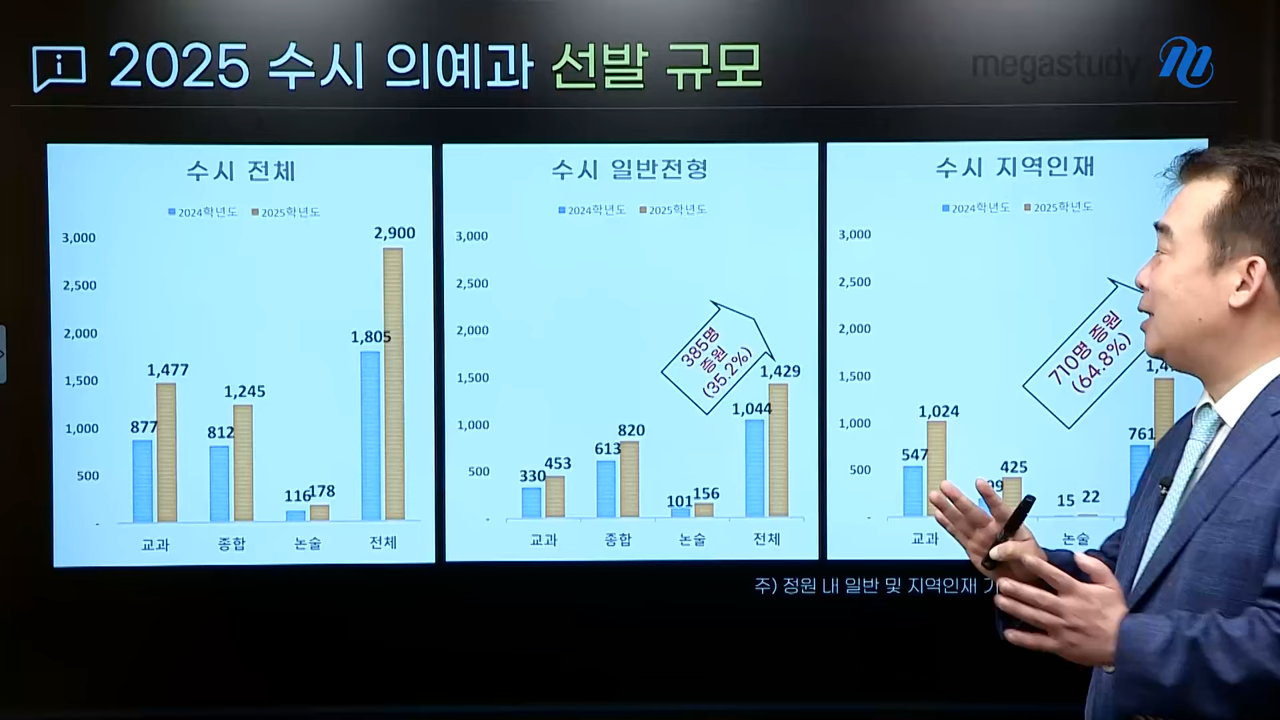 2025 수시 의예과 선발 규모
megastudy
수시 전체
2024학년도 2025학년도
3,000
2,500
2,000
1,500
1,000
500
-
877
1,477
812
1,245
116
178
1,805
2,900
교과 종합 논술 전체
수시 일반전형
2024학년도 2025학년도
3,000
2,500
2,000
1,500
1,000
500
-
330
453
613
820
101
156
1,044
1,429
385명
증원
(35.2%)
교과 종합 논술 전체
수시 지역인재
2024학년도 2025학년도
3,000
2,500
2,000
1,500
1,000
500
-
547
1,024
425
15
22
761
710명 증원
(64.8%)
교과
논술
주) 정원 내 일반 및 지역인재